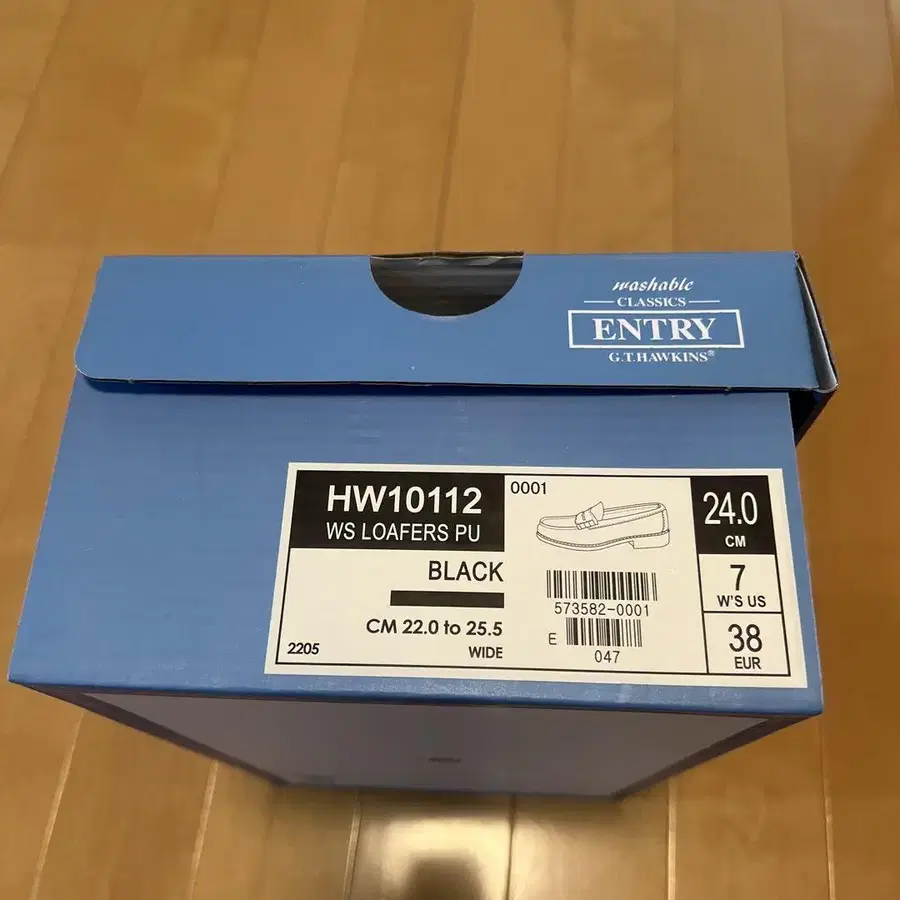 washable
CLASSICS
ENTRY
G.T.HAWKINS®
HW10112
WS LOAFERS PU
BLACK
CM 22.0 to 25.5
WIDE
2205
0001
573582-0001
E
047
24.0
CM
7
W'S US
38
EUR